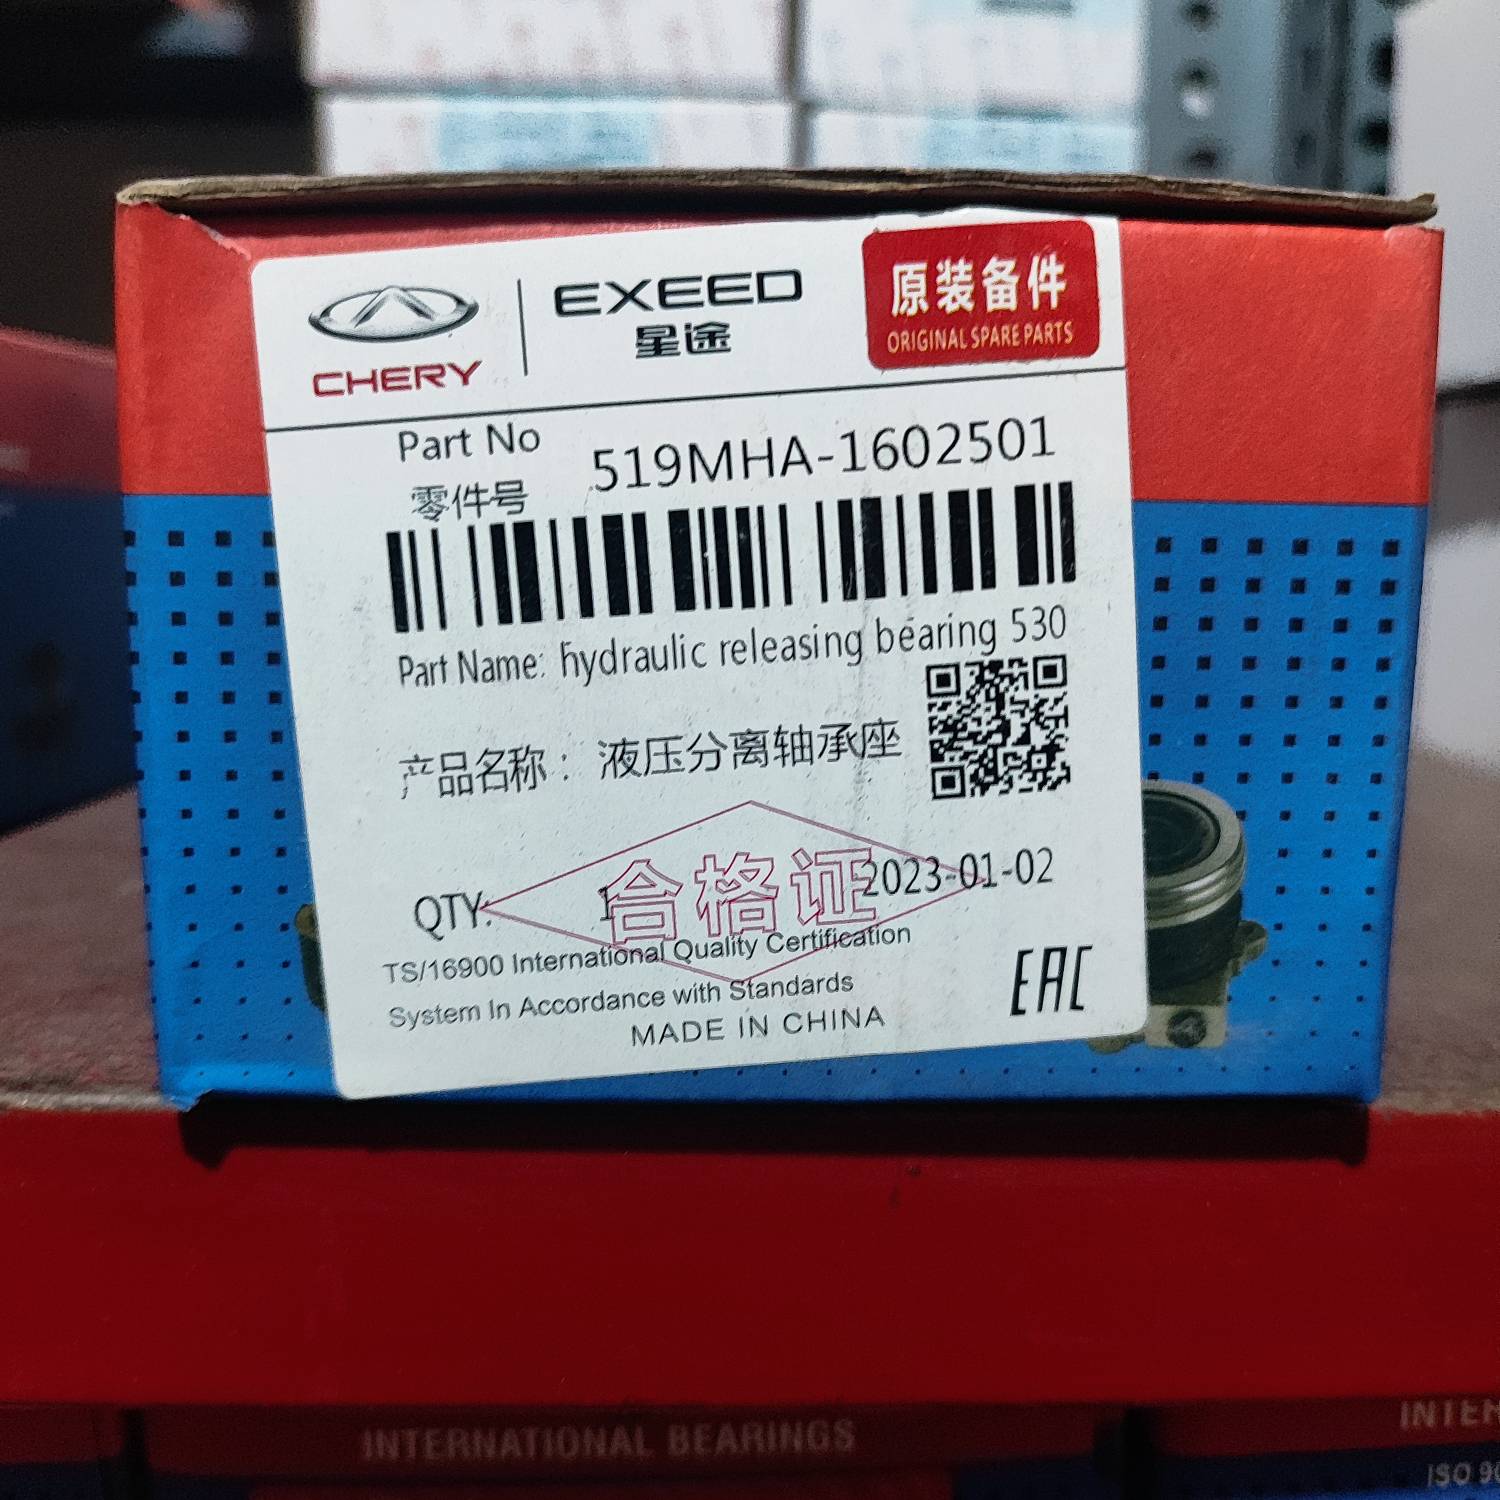 CHERY
EXEED
星途
原装备件
ORIGINAL SPARE PARTS
Part No
零件号
519MHA-1602501
Part Name: hydraulic releasing bearing 530
产品名称： 液压分离轴承座
QTY: 1 2023-01-02
合格证
TS/16900 International Quality Certification
System In Accordance with Standards
MADE IN CHINA
EAC
INTERNATIONAL BEARINGS
ISO